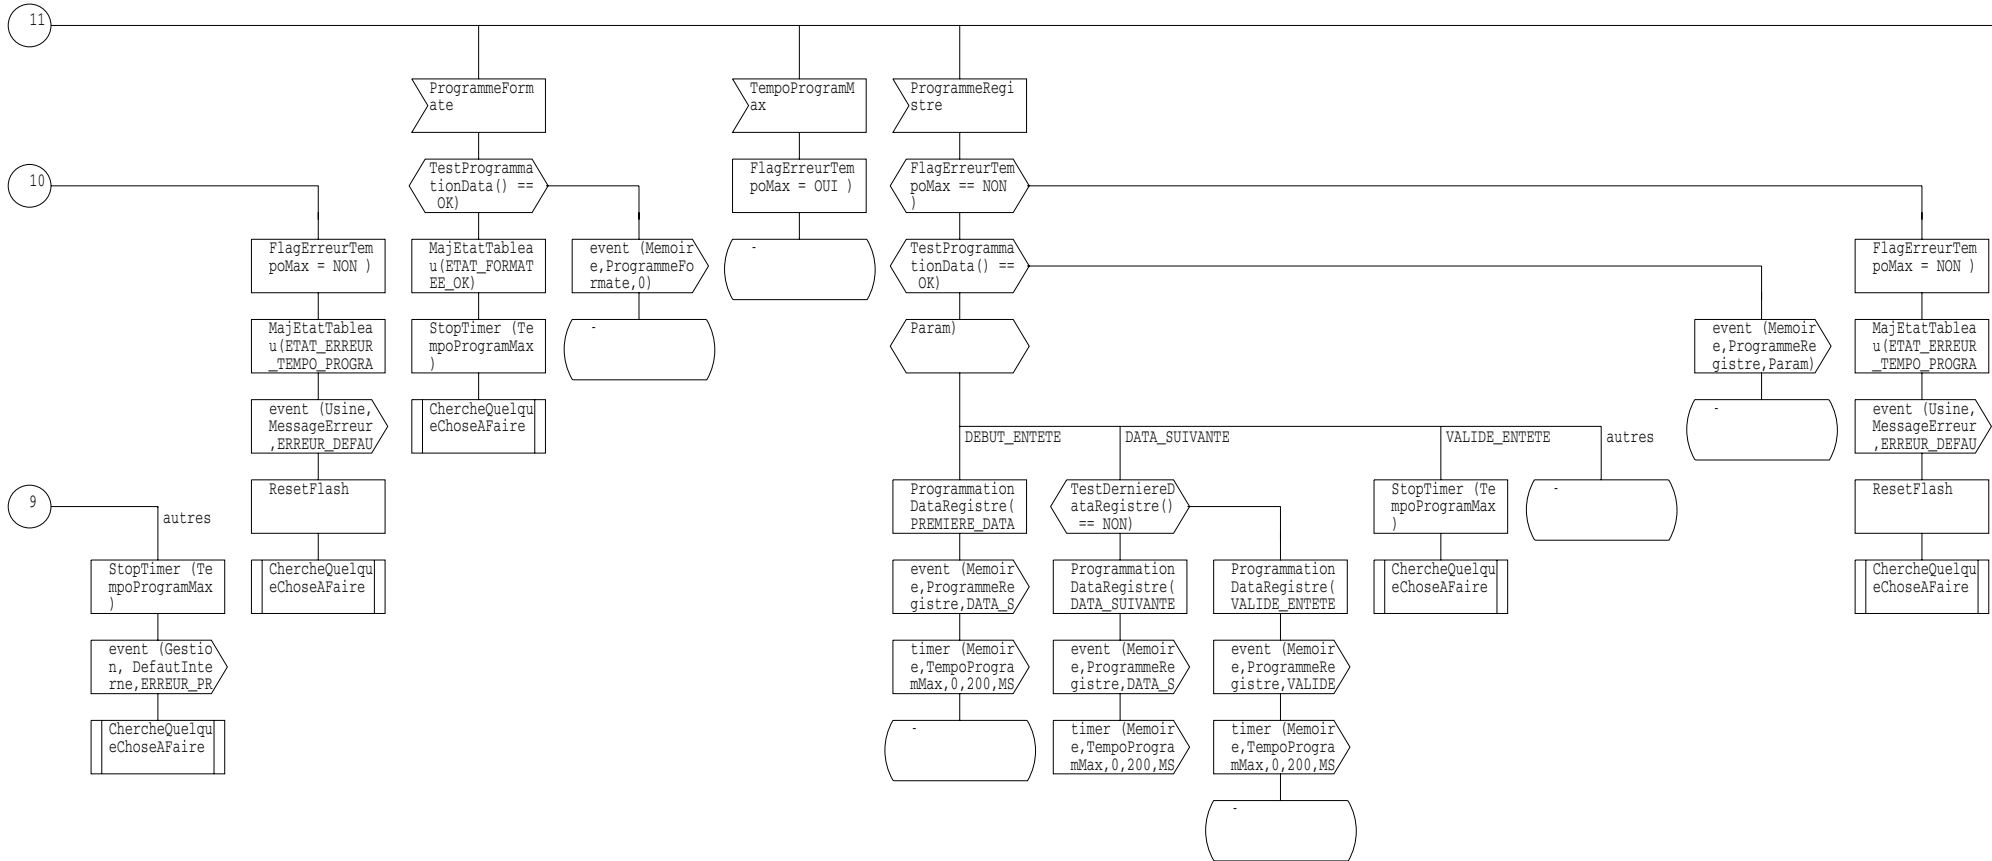 11
ProgrammeForm
ate
TempoProgramM
ax
ProgrammeRegi
stre
10
TestProgramma
tionData() ==
OK)
FlagErreurTem
poMax = OUI )
FlagErreurTem
poMax == NON
)
FlagErreurTem
poMax = NON )
MajEtatTablea
u(ETAT_FORMAT
EE_OK)
event (Memoir
e,ProgrammeFo
rmate,0)
-
TestProgramma
tionData() ==
OK)
FlagErreurTem
poMax = NON )
MajEtatTablea
u(ETAT_ERREUR
_TEMPO_PROGRA
StopTimer (Te
mpoProgramMax
)
-
Param)
event (Memoir
e,ProgrammeRe
gistre,Param)
MajEtatTablea
u(ETAT_ERREUR
_TEMPO_PROGRA
event (Usine,
MessageErreur
,ERREUR_DEFAU
ChercheQuelqu
eChoseAFaire
-
event (Usine,
MessageErreur
,ERREUR_DEFAU
DEBUT_ENTETE
DATA_SUIVANTE
VALIDE_ENTETE
autres
9
autres
ResetFlash
Programmation
DataRegistre(
PREMIERE_DATA
TestDerniereD
ataRegistre()
== NON)
StopTimer (Te
mpoProgramMax
)
-
ResetFlash
StopTimer (Te
mpoProgramMax
)
ChercheQuelqu
eChoseAFaire
event (Memoir
e,ProgrammeRe
gistre,DATA_S
Programmation
DataRegistre(
DATA_SUIVANTE
Programmation
DataRegistre(
VALIDE_ENTETE
ChercheQuelqu
eChoseAFaire
ChercheQuelqu
eChoseAFaire
event (Gestio
n, DefautInte
rne,ERREUR_PR
timer (Memoir
e,TempoProgra
mMax,0,200,MS
event (Memoir
e,ProgrammeRe
gistre,DATA_S
event (Memoir
e,ProgrammeRe
gistre,VALIDE
ChercheQuelqu
eChoseAFaire
-
timer (Memoir
e,TempoProgra
mMax,0,200,MS
timer (Memoir
e,TempoProgra
mMax,0,200,MS
-